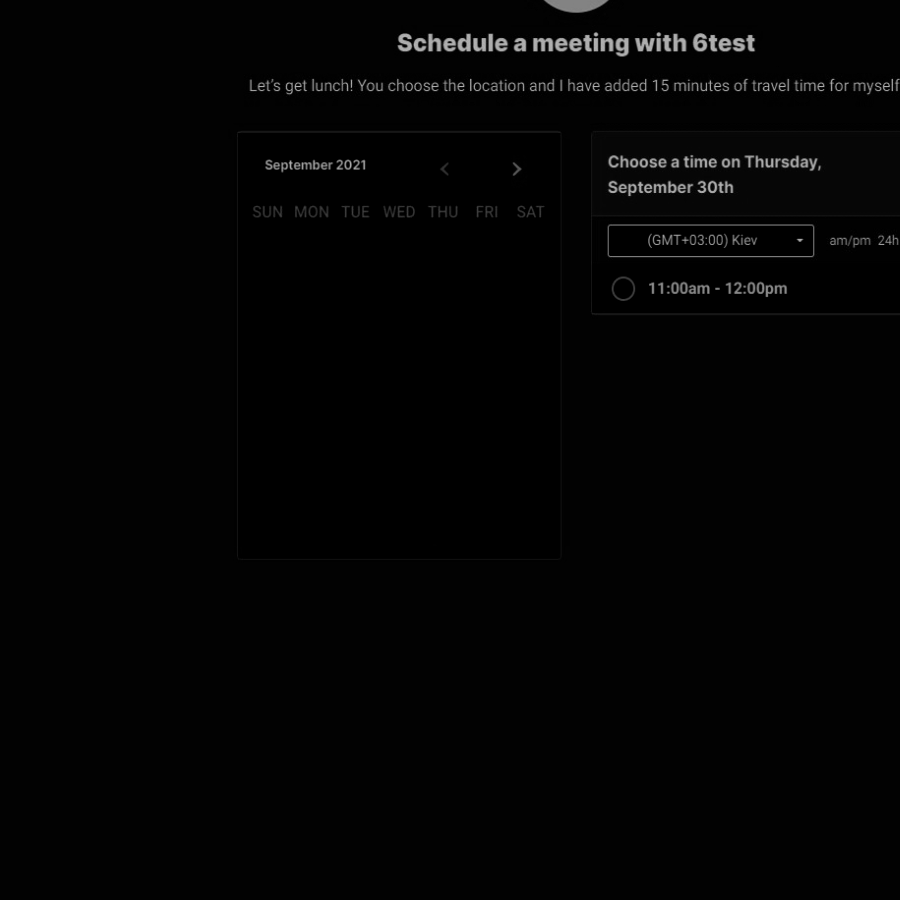 Schedule a meeting with 6test
Let's get lunch! You choose the location and I have added 15 minutes of travel time for myself
September 2021
SUN MON TUE WED THU FRI SAT
Choose a time on Thursday,
September 30th
(GMT+03:00) Kiev
am/pm 24h
11:00am - 12:00pm